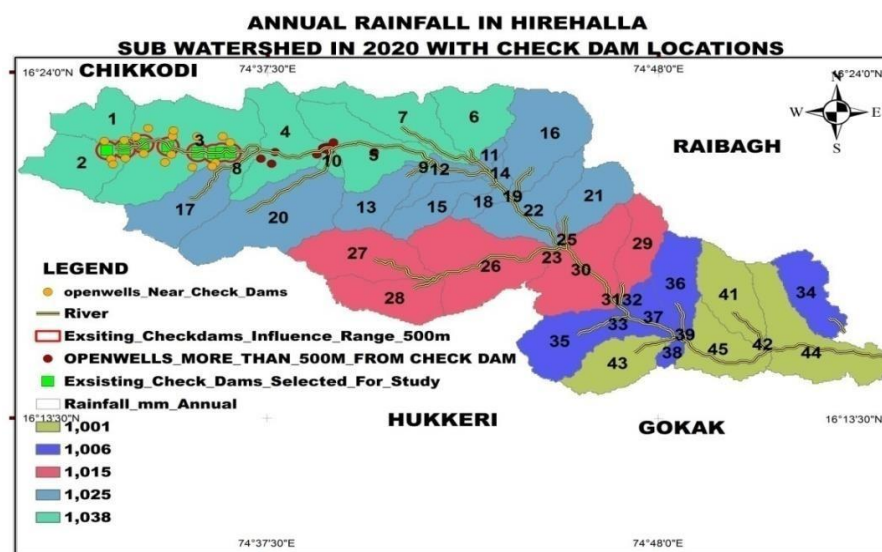 ANNUAL RAINFALL IN HIREHALLA
SUB WATERSHED IN 2020 WITH CHECK DAM LOCATIONS
16°24'0"N
CHIKKODI
74°37'30"E
74°48'0"E
16°24'0"N
N
W E
S
RAIBAGH
1
2
3
4
7
6
16
8
10
5
9
12
11
14
17
20
13
15
18
19
22
21
25
27
26
23
30
29
28
31
32
36
41
34
35
33
37
39
38
43
45
42
44
LEGEND
openwells_Near_Check_Dams
River
Exsiting_Checkdams_Influence_Range_500m
OPENWELLS_MORE_THAN_500M_FROM CHECK DAM
Exsisting_Check_Dams_Selected_For_Study
Rainfall_mm_Annual
16°13'30"N
HUKKERI
GOKAK
16°13'30"N
1,001
1,006
1,015
1,025
1,038
74°37'30"E
74°48'0"E